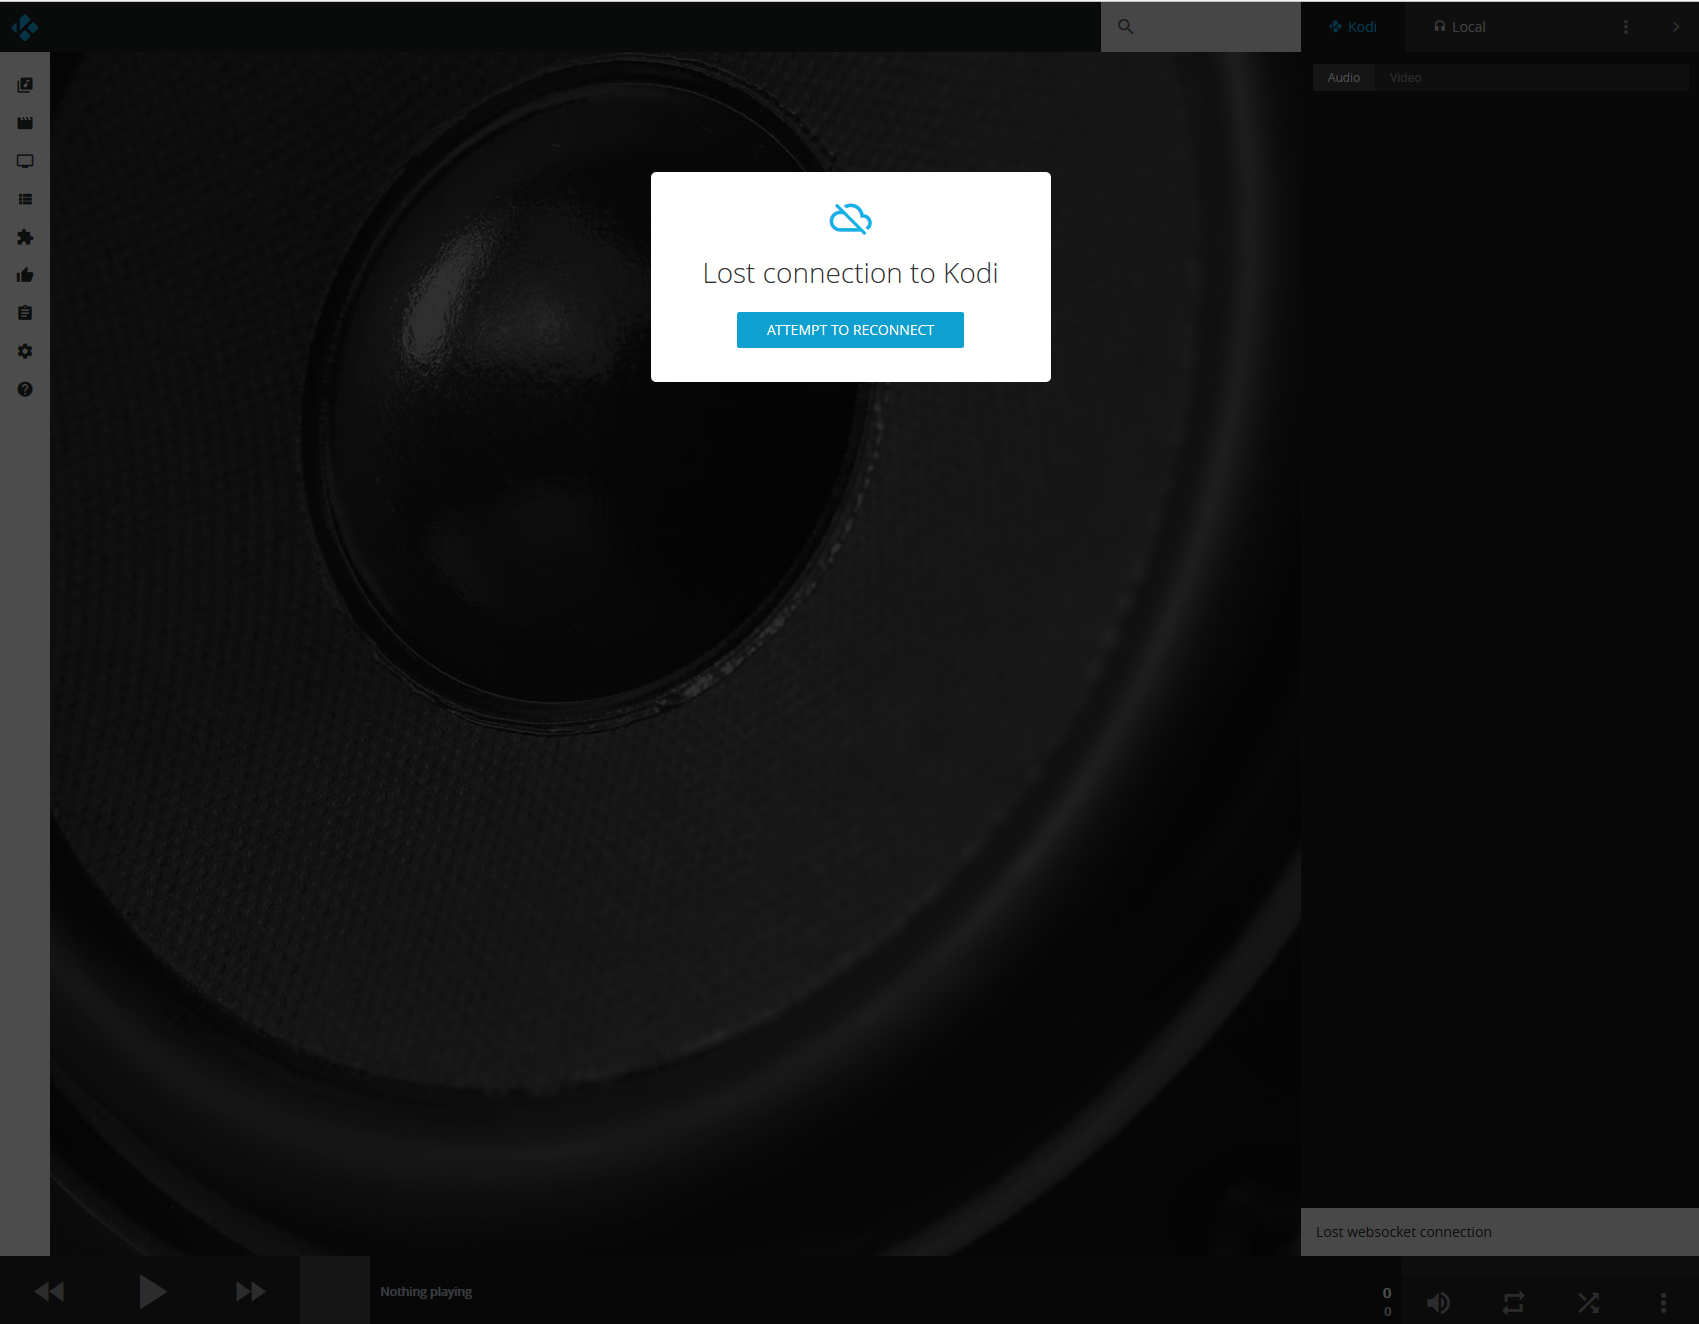 Kodi
Local
Audio
Video
Lost connection to Kodi
ATTEMPT TO RECONNECT
Lost websocket connection
Nothing playing
0
0